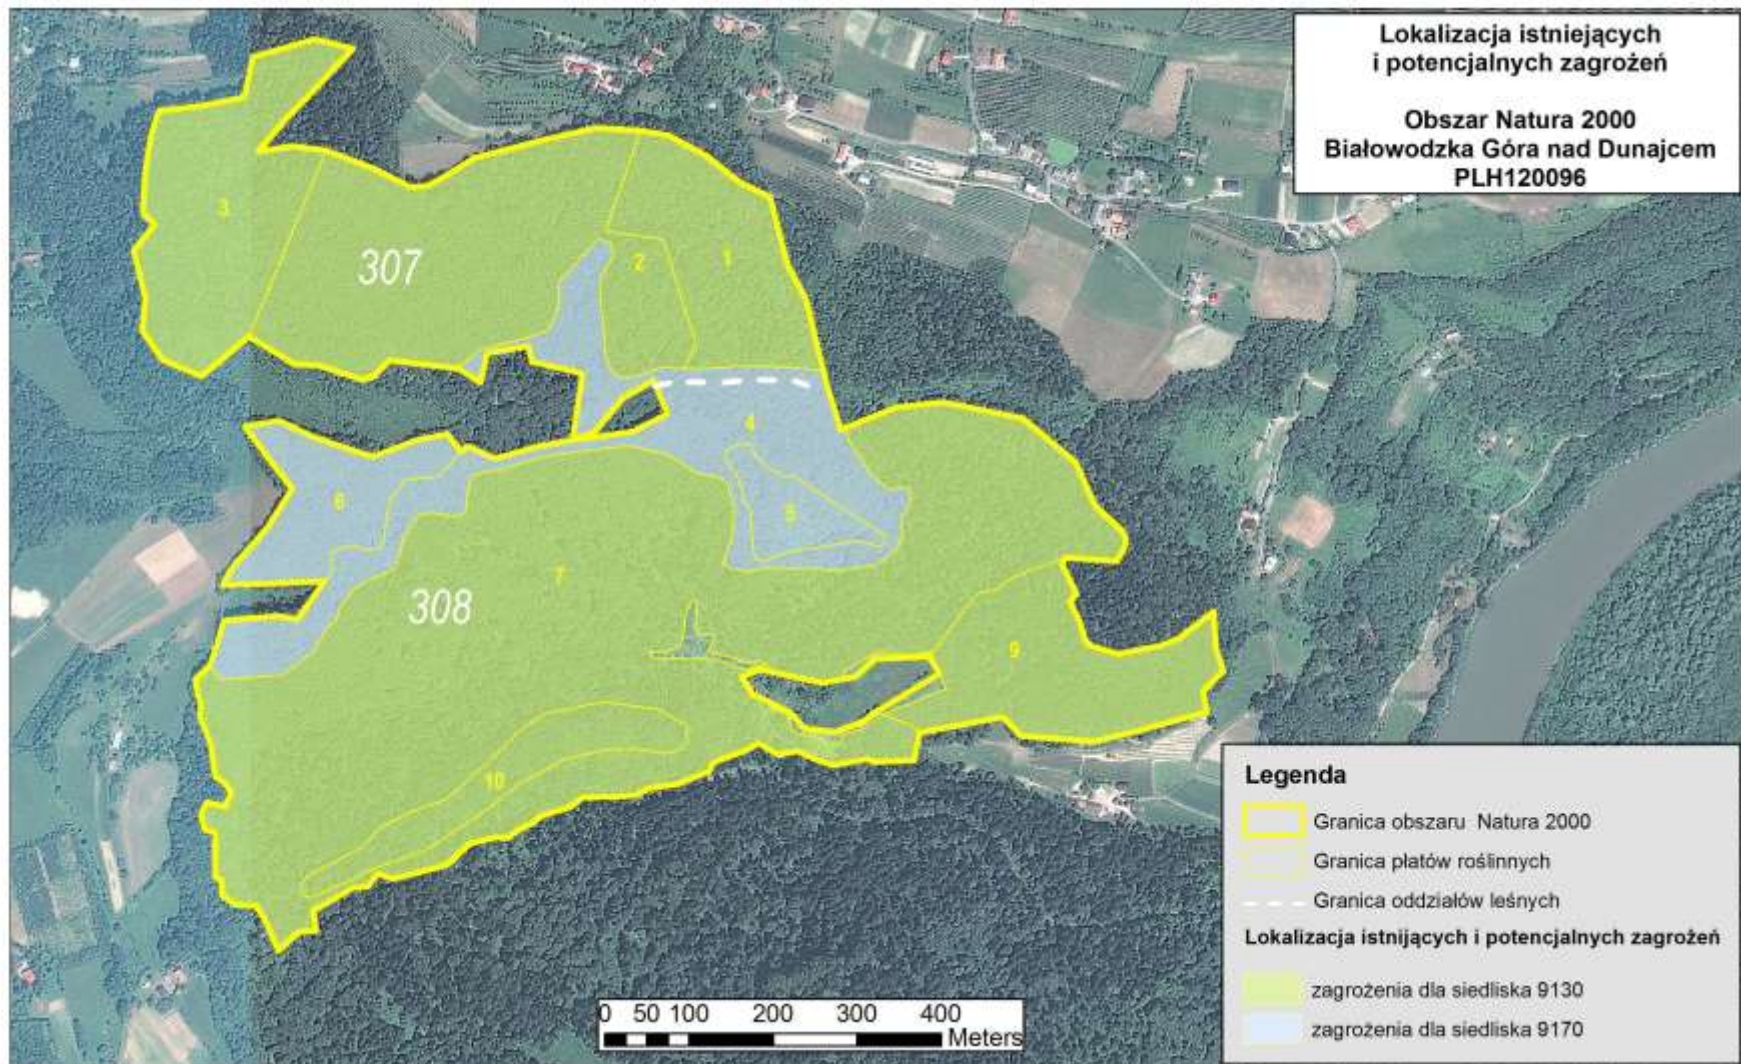 Lokalizacja istniejących
i potencjalnych zagrożeń
Obszar Natura 2000
Białowodzka Góra nad Dunajcem
PLH120096
3
307
2
1
4
5
6
7
308
9
10
Legenda
Granica obszaru Natura 2000
Granica płatów roślinnych
Granica oddziałów leśnych
Lokalizacja istnijących i potencjalnych zagrożeń
zagrożenia dla siedliska 9130
zagrożenia dla siedliska 9170
0 50 100 200 300 400
Meters